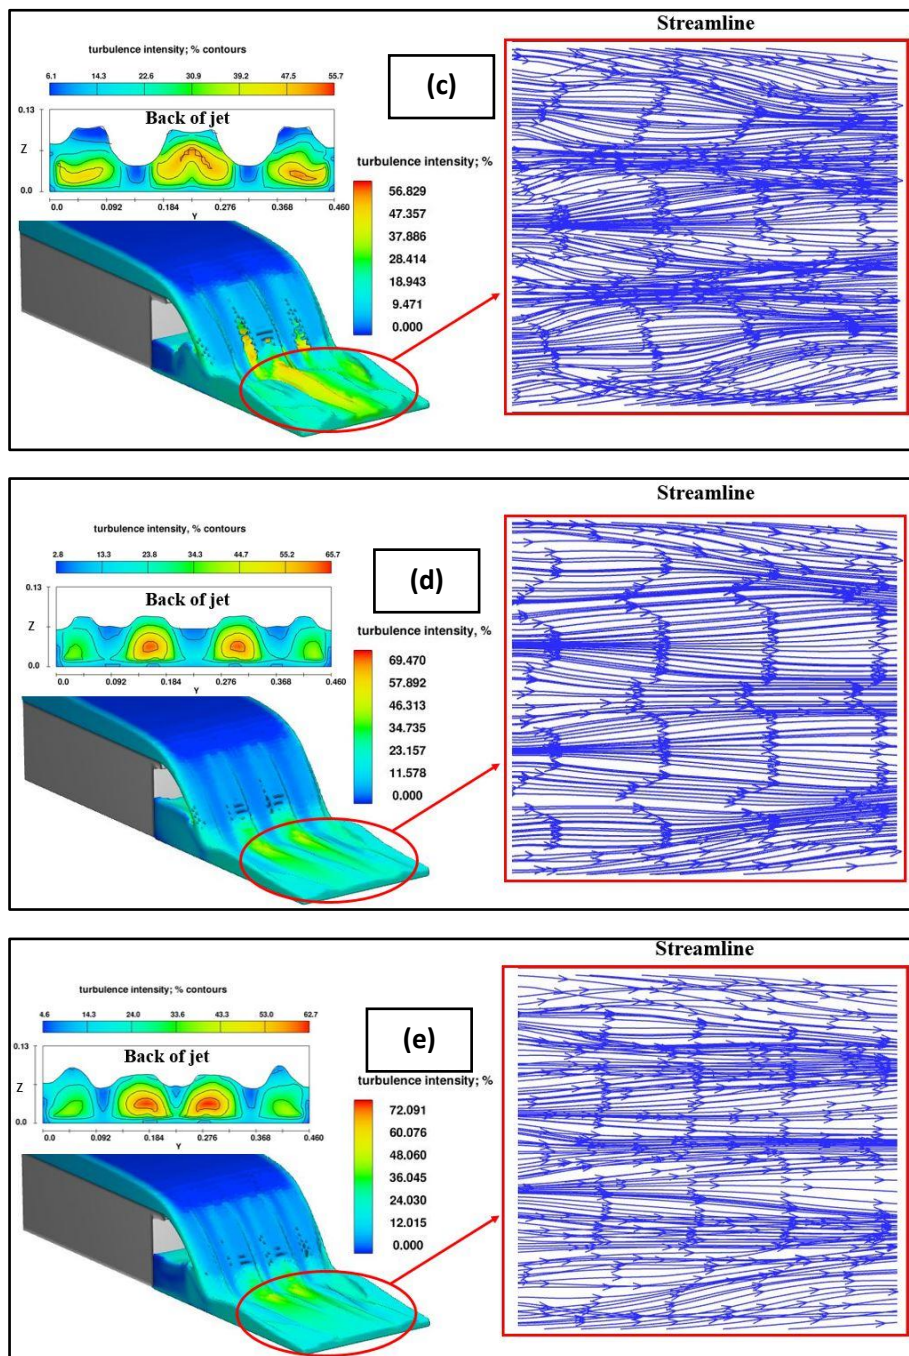 Streamline
turbulence intensity; % contours
6.1 14.3 22.6 30.9 39.2 47.5 55.7
(c)
0.13
Back of jet
Z
0.0
0.0 0.092 0.184 0.276 0.368 0.460
Y
turbulence intensity; %
56.829
47.357
37.886
28.414
18.943
9.471
0.000
Streamline
turbulence intensity, % contours
2.8 13.3 23.8 34.3 44.7 55.2 65.7
(d)
0.13
Back of jet
Z
0.0
0.0 0.092 0.184 0.276 0.368 0.460
Y
turbulence intensity, %
69.470
57.892
46.313
34.735
23.157
11.578
0.000
Streamline
turbulence intensity; % contours
4.6 14.3 24.0 33.6 43.3 53.0 62.7
(e)
0.13
Back of jet
Z
0.0
0.0 0.092 0.184 0.276 0.368 0.460
Y
turbulence intensity; %
72.091
60.076
48.060
36.045
24.030
12.015
0.000